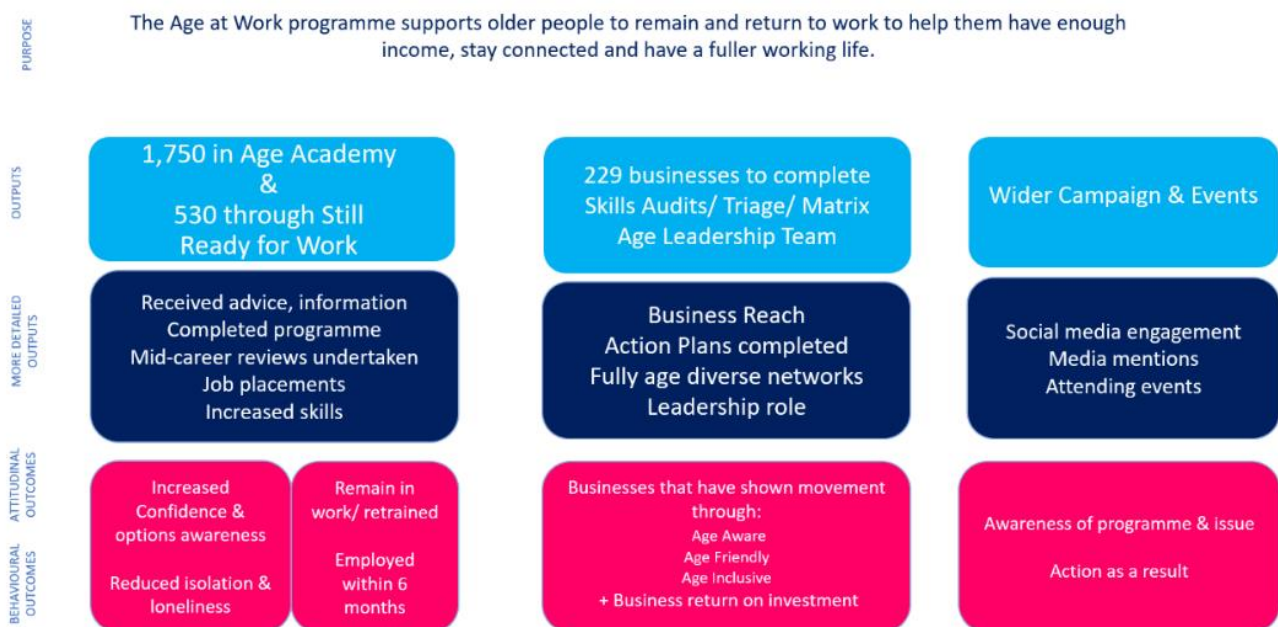 PURPOSE
The Age at Work programme supports older people to remain and return to work to help them have enough
income, stay connected and have a fuller working life.
OUTPUTS
1,750 in Age Academy
&
530 through Still
Ready for Work
229 businesses to complete
Skills Audits/ Triage/ Matrix
Age Leadership Team
Wider Campaign & Events
MORE DETAILED
OUTPUTS
Received advice, information
Completed programme
Mid-career reviews undertaken
Job placements
Increased skills
Business Reach
Action Plans completed
Fully age diverse networks
Leadership role
Social media engagement
Media mentions
Attending events
ATTITUDINAL
OUTCOMES
BEHAVIOURAL
OUTCOMES
Increased
Confidence &
options awareness
Reduced isolation &
loneliness
Remain in
work/ retrained
Employed
within 6
months
Businesses that have shown movement
through:
Age Aware
Age Friendly
Age Inclusive
+ Business return on investment
Awareness of programme & issue
Action as a result